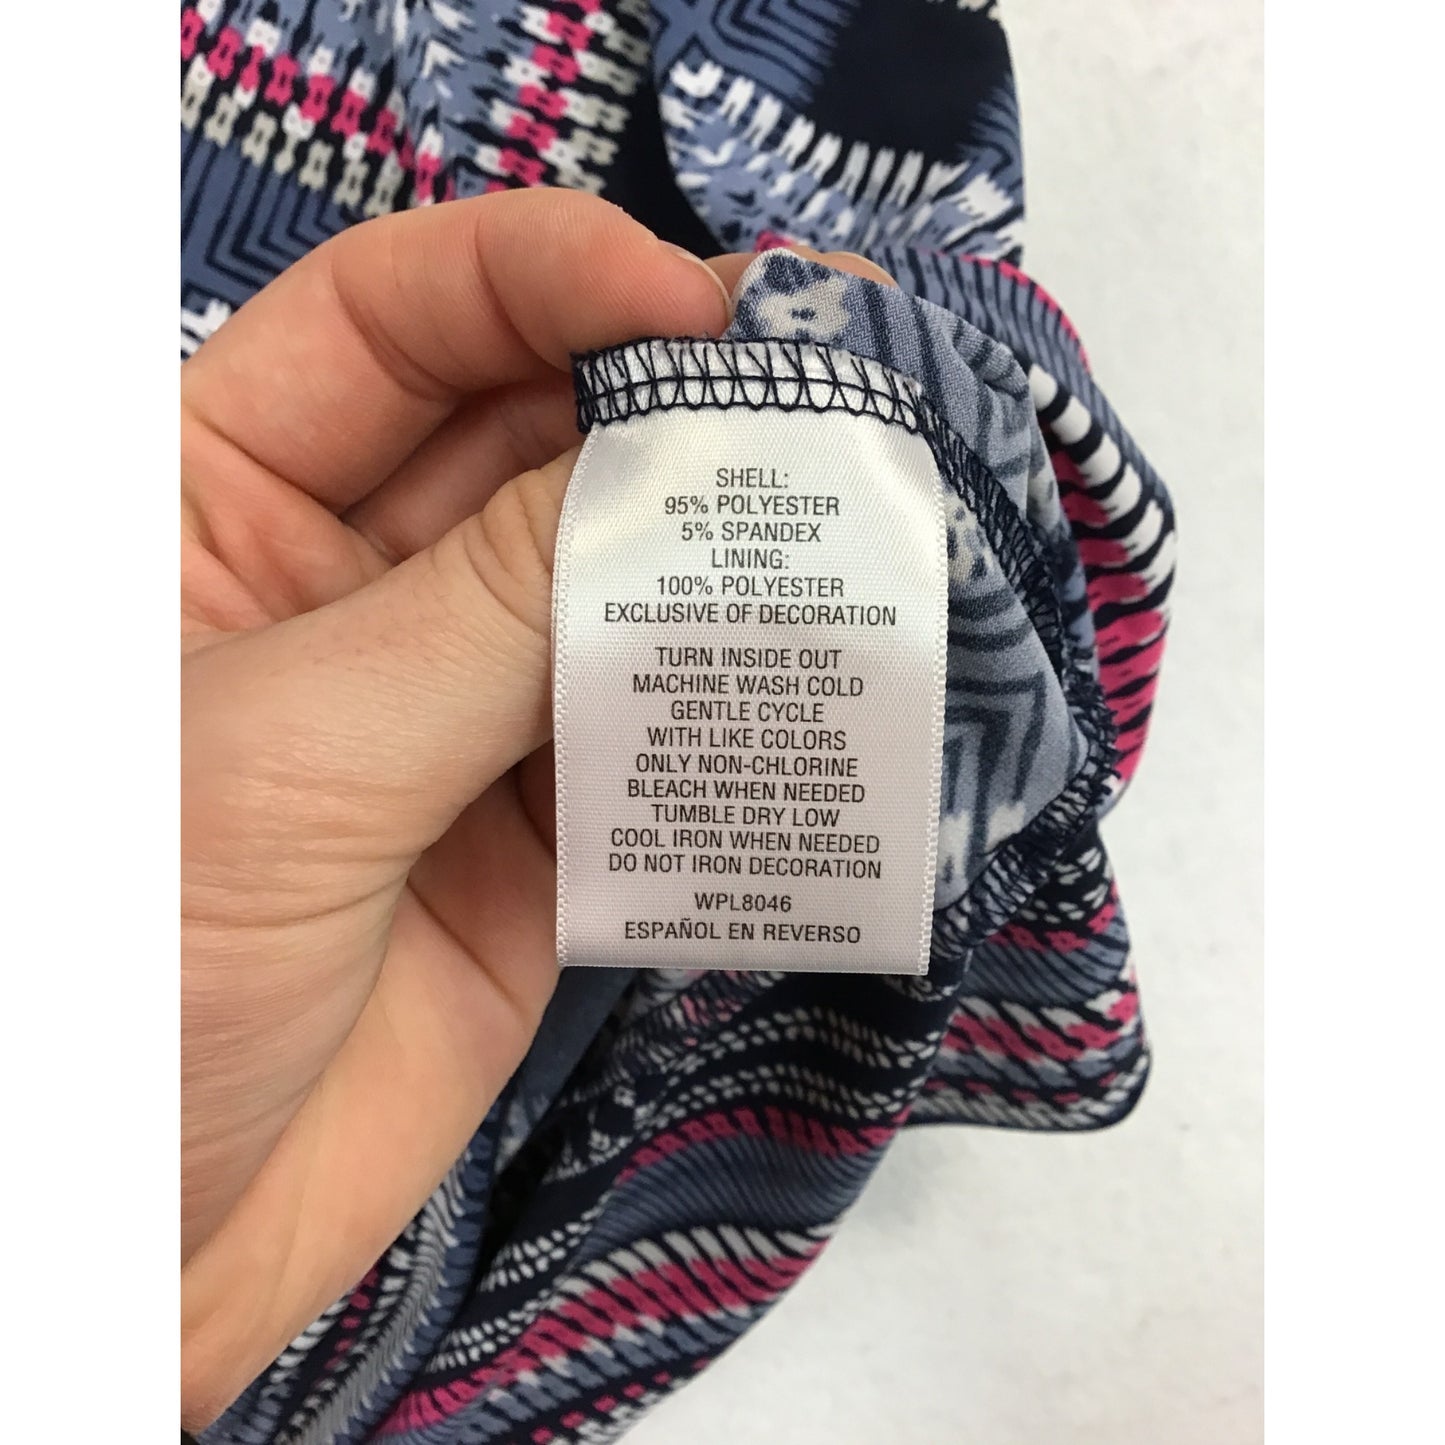 SHELL:
95% POLYESTER
5% SPANDEX
LINING:
100% POLYESTER
EXCLUSIVE OF DECORATION
TURN INSIDE OUT
MACHINE WASH COLD
GENTLE CYCLE
WITH LIKE COLORS
ONLY NON-CHLORINE
BLEACH WHEN NEEDED
TUMBLE DRY LOW
COOL IRON WHEN NEEDED
DO NOT IRON DECORATION
WPL8046
ESPAÑOL EN REVERSO